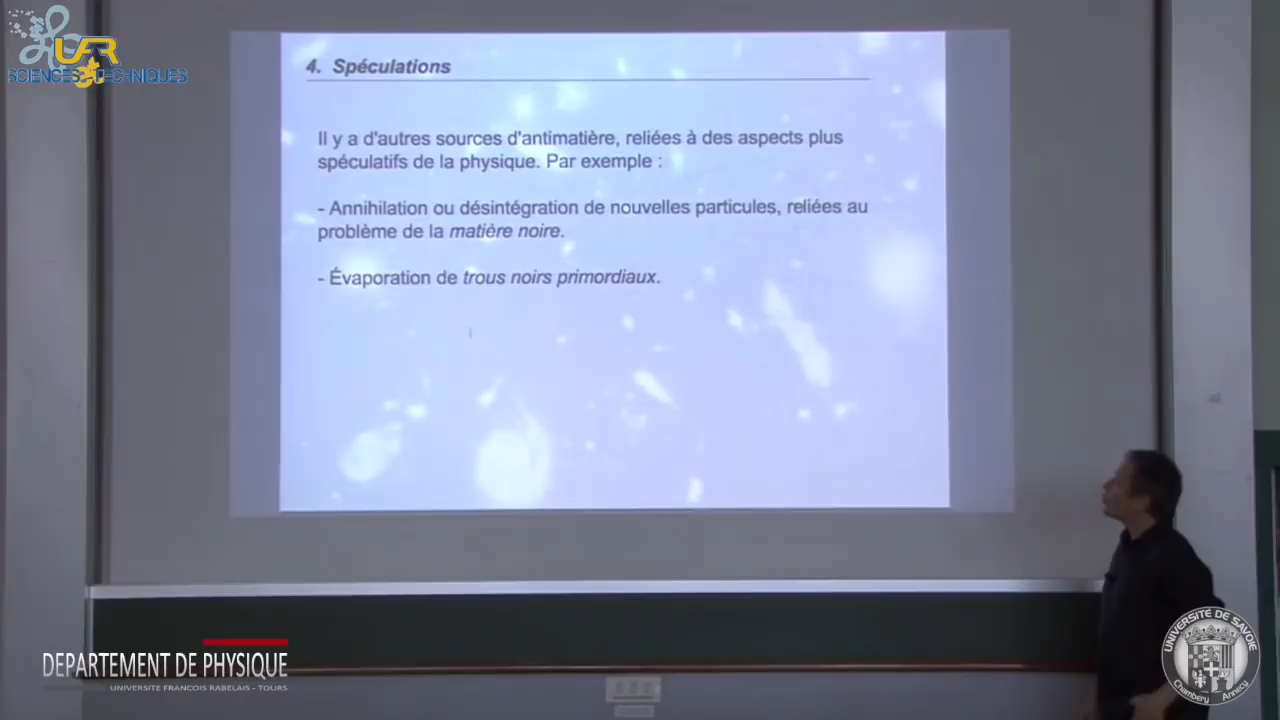 UFR
SCIENCES et TECHNIQUES
4. Spéculations
Il y a d'autres sources d'antimatière, reliées à des aspects plus
spéculatifs de la physique. Par exemple :
- Annihilation ou désintégration de nouvelles particules, reliées au
problème de la matière noire.
- Évaporation de trous noirs primordiaux.
DEPARTEMENT DE PHYSIQUE
UNIVERSITE FRANCOIS RABELAIS - TOURS
UNIVERSITE DE SAVOIE
Chambéry Annecy